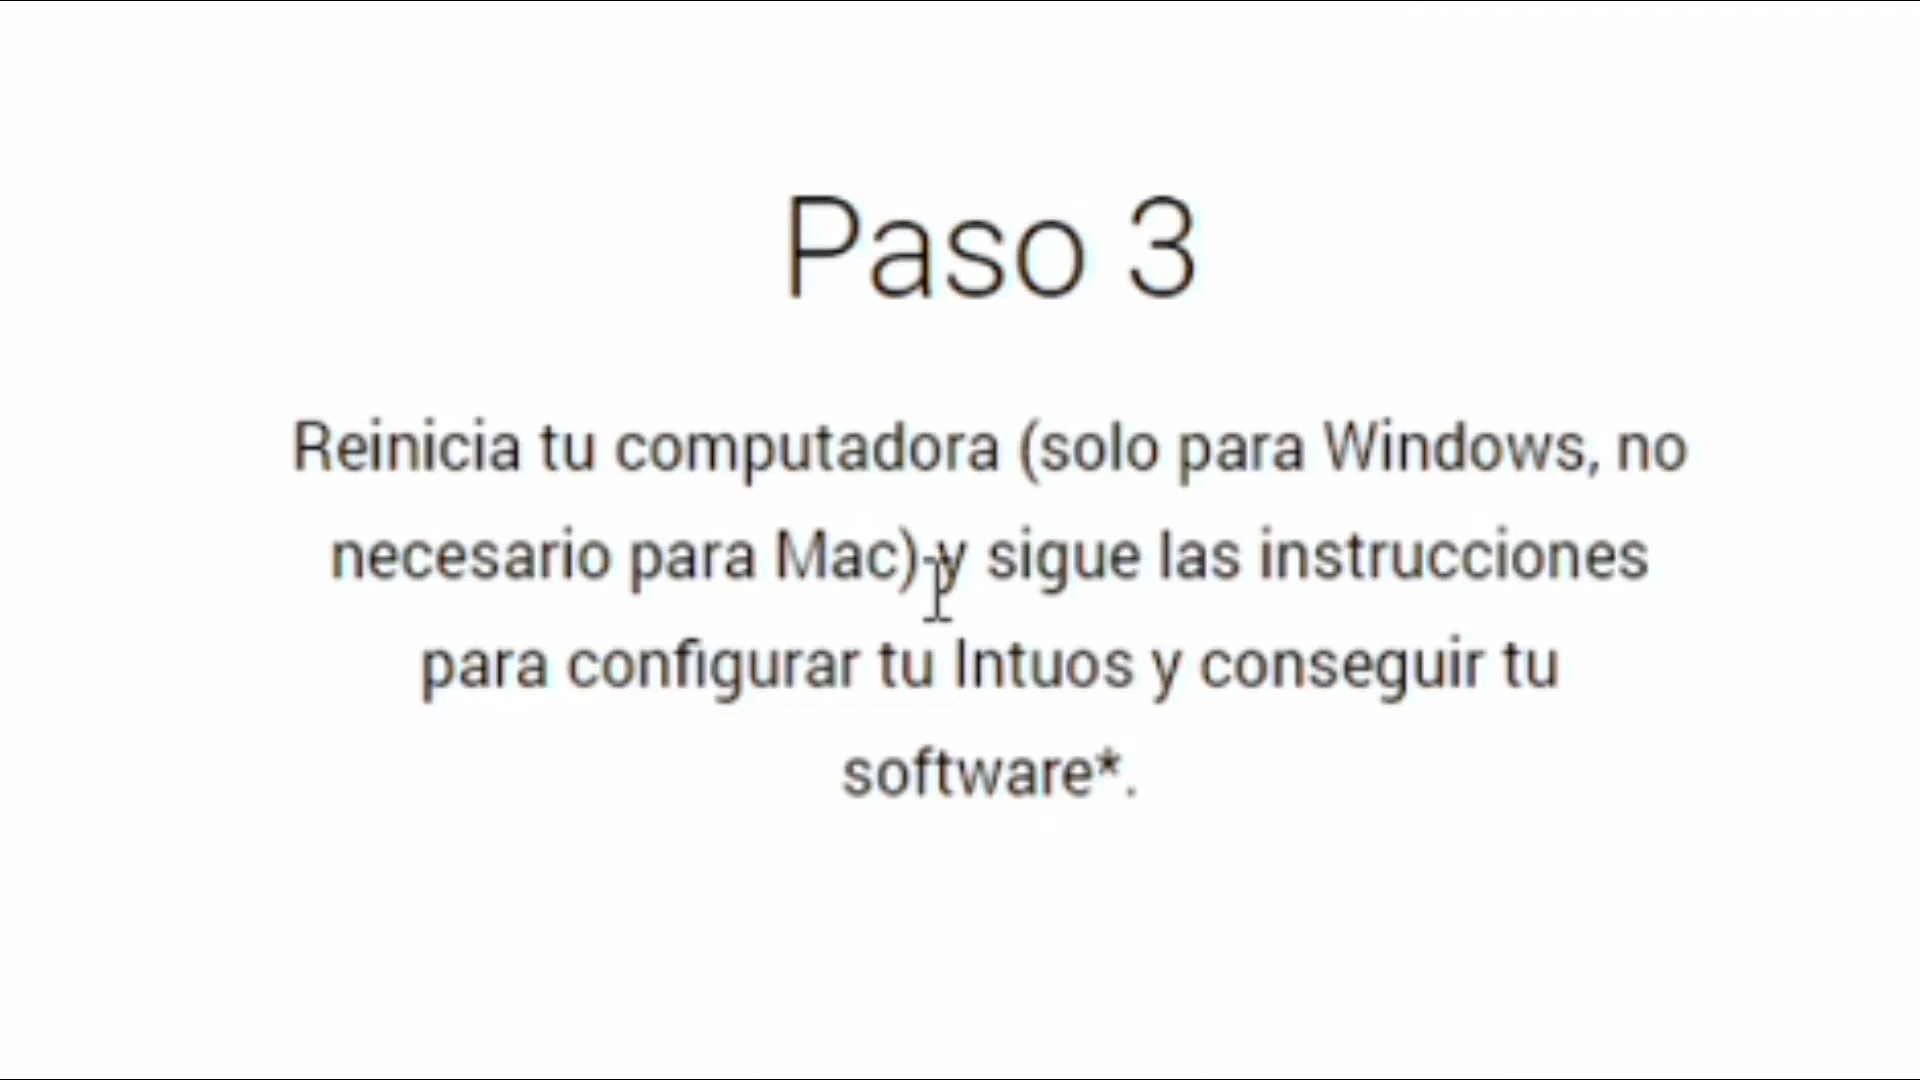 Paso 3
Reinicia tu computadora (solo para Windows, no
necesario para Mac) y sigue las instrucciones
para configurar tu Intuos y conseguir tu
software*.